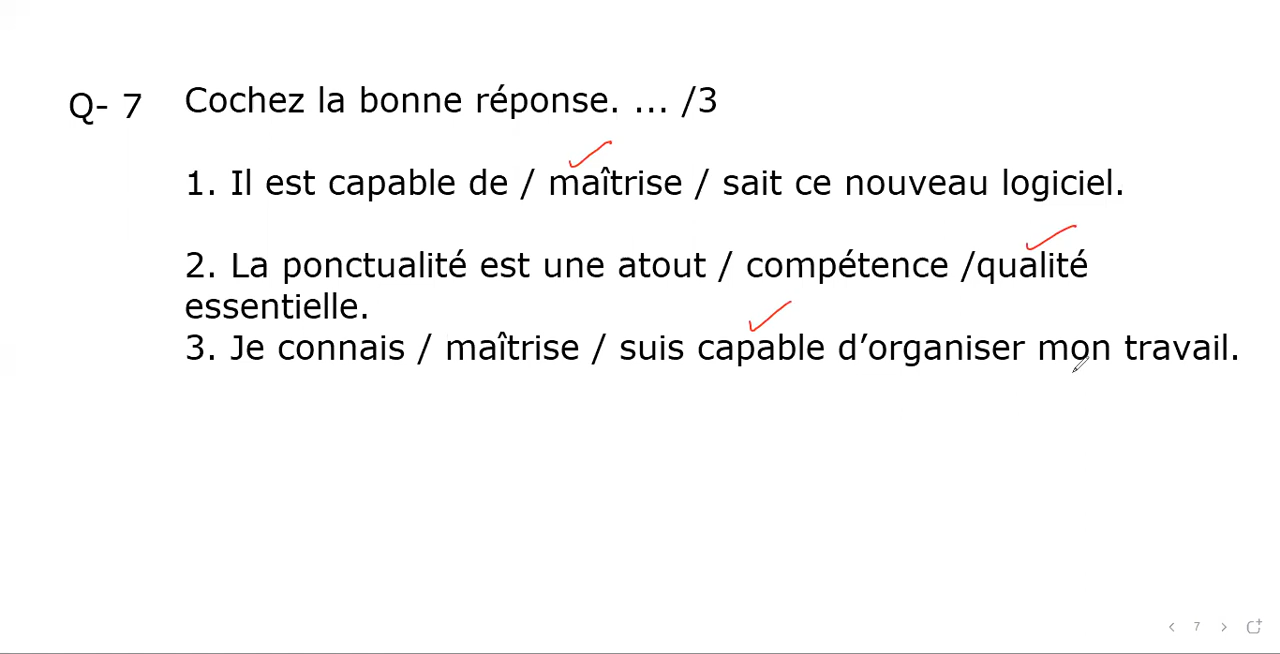 Q- 7 Cochez la bonne réponse. ... /3
1. Il est capable de / maîtrise / sait ce nouveau logiciel.
2. La ponctualité est une atout / compétence /qualité
essentielle.
3. Je connais / maîtrise / suis capable d’organiser mon travail.
7